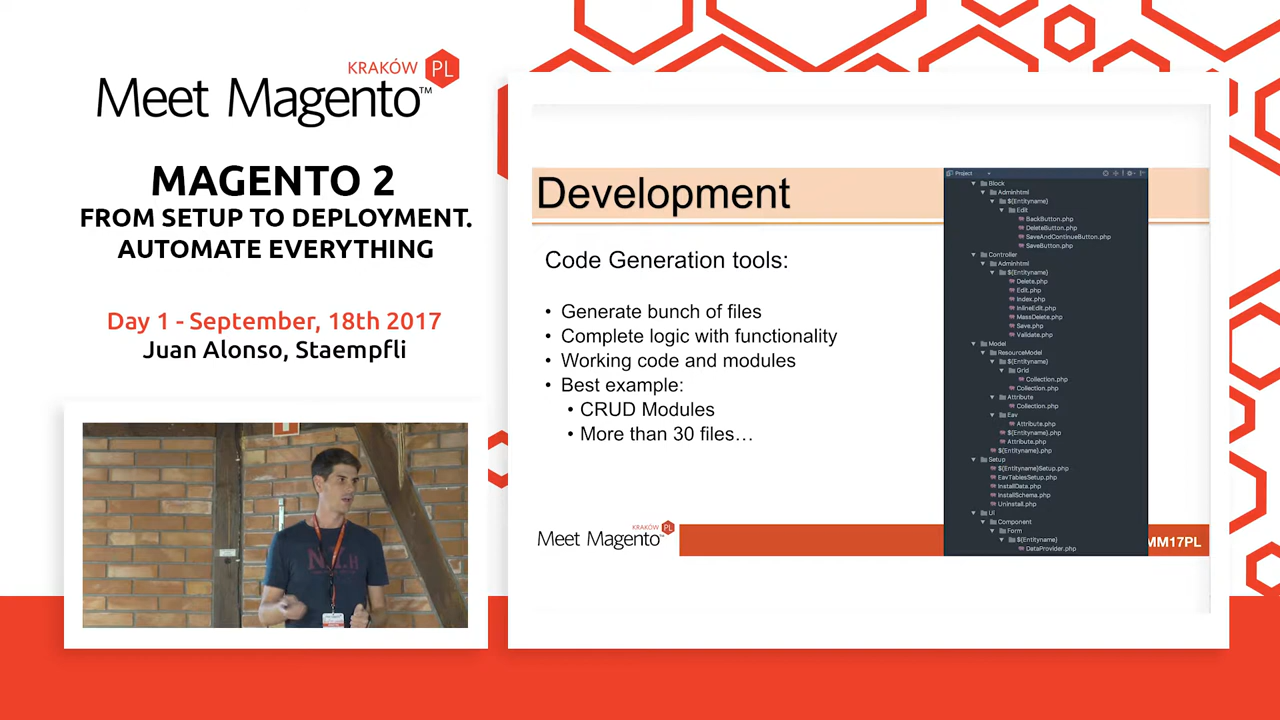 KRAKÓW PL
Meet Magento™
MAGENTO 2
FROM SETUP TO DEPLOYMENT.
AUTOMATE EVERYTHING
Day 1 - September, 18th 2017
Juan Alonso, Staempfli
Development
Code Generation tools:
• Generate bunch of files
• Complete logic with functionality
• Working code and modules
• Best example:
• CRUD Modules
• More than 30 files…
Project
Block
Adminhtml
${Entityname}
Edit
BackButton.php
DeleteButton.php
SaveAndContinueButton.php
SaveButton.php
Controller
Adminhtml
${Entityname}
Delete.php
Edit.php
Index.php
InlineEdit.php
MassDelete.php
Save.php
Validate.php
Model
ResourceModel
${Entityname}
Grid
Collection.php
Collection.php
Attribute
Collection.php
Eav
Attribute.php
${Entityname}.php
Attribute.php
${Entityname}.php
Setup
${Entityname}Setup.php
EavTablesSetup.php
InstallData.php
InstallSchema.php
Uninstall.php
UI
Component
Form
${Entityname}
DataProvider.php
KRAKÓW PL
Meet Magento™
MM17PL